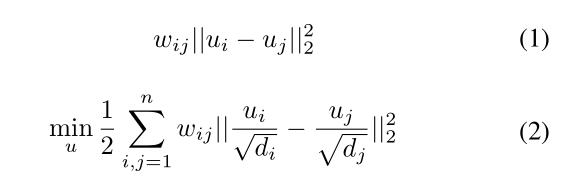 w_{ij}||u_i - u_j||_2^2 (1)
\min_u \frac{1}{2} \sum_{i,j=1}^{n} w_{ij}||\frac{u_i}{\sqrt{d_i}} - \frac{u_j}{\sqrt{d_j}}||_2^2 (2)